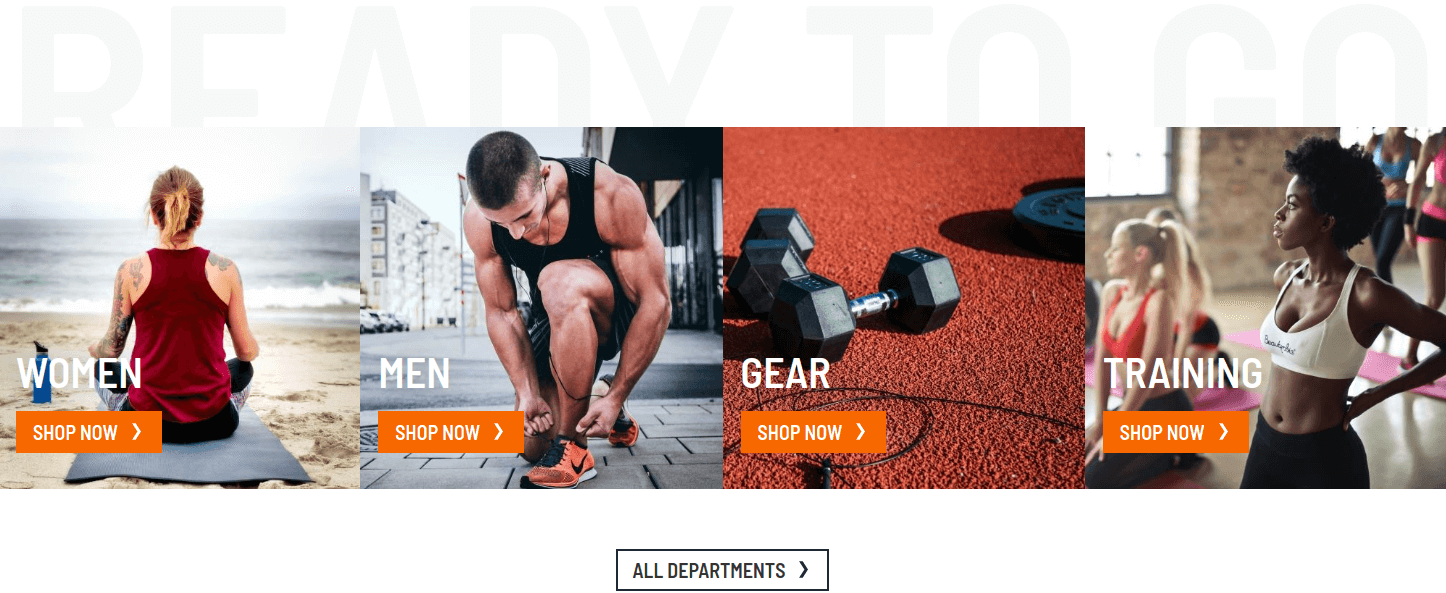 READY TO GO
WOMEN
SHOP NOW
MEN
SHOP NOW
GEAR
SHOP NOW
TRAINING
SHOP NOW
ALL DEPARTMENTS